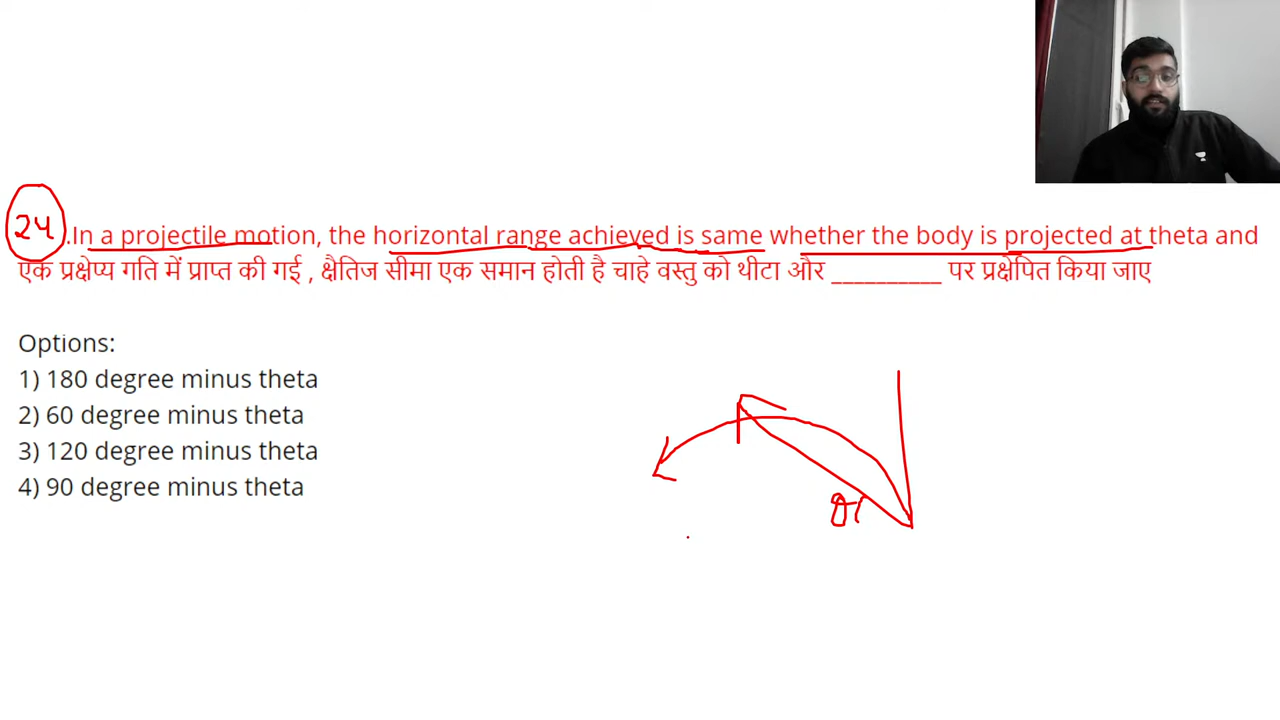 24
.In a projectile motion, the horizontal range achieved is same whether the body is projected at theta and
एक प्रक्षेप्य गति में प्राप्त की गई , क्षैतिज सीमा एक समान होती है चाहे वस्तु को थीटा और __________ पर प्रक्षेपित किया जाए
Options:
1) 180 degree minus theta
2) 60 degree minus theta
3) 120 degree minus theta
4) 90 degree minus theta
θ